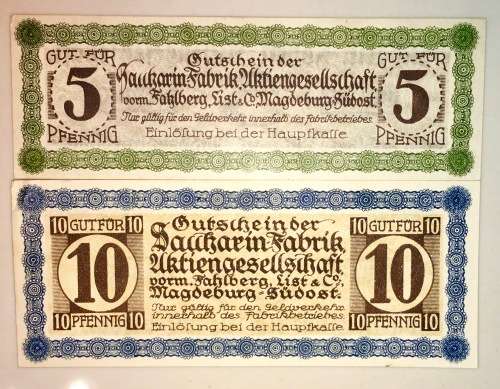 GUT FÜR
5
PFENNIG
Gutschein der
Saccharin-Fabrik Aktiengesellschaft
vorm. Fahlberg, List & Co. Magdeburg-Südost.
Nur gültig für den Geldverkehr innerhalb des Fabrikbetriebes.
Einlösung bei der Hauptkasse
GUT FÜR
5
PFENNIG
10 GUT FÜR 10
10
10 PFENNIG 10
Gutschein der
Saccharin-Fabrik
Aktiengesellschaft
vorm. Fahlberg, List & Co.
Magdeburg-Südost.
Nur gültig für den Geldverkehr
innerhalb des Fabrikbetriebes.
Einlösung bei der Hauptkasse
10 GUT FÜR 10
10
10 PFENNIG 10